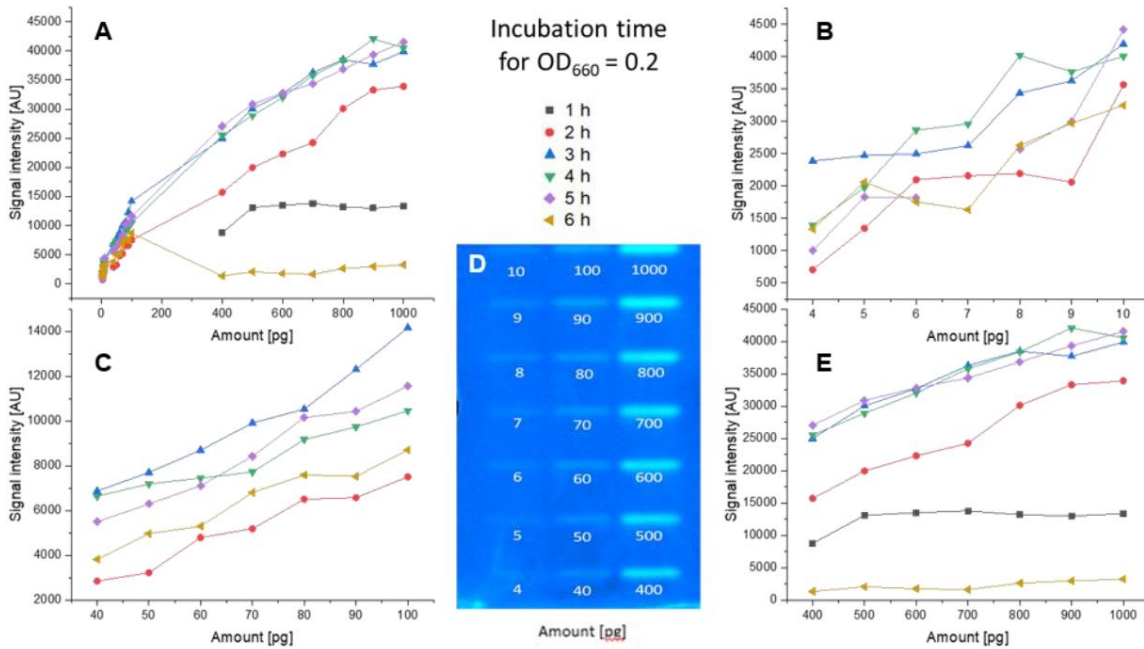 A
45000
40000
35000
30000
25000
20000
15000
10000
5000
0
Signal intensity [AU]
0 200 400 600 800 1000
Amount [pg]
Incubation time
for OD660 = 0.2
1 h
2 h
3 h
4 h
5 h
6 h
B
4500
4000
3500
3000
2500
2000
1500
1000
500
Signal intensity [AU]
4 5 6 7 8 9 10
Amount [pg]
C
14000
12000
10000
8000
6000
4000
2000
Signal intensity [AU]
40 50 60 70 80 90 100
Amount [pg]
D
10 100 1000
9 90 900
8 80 800
7 70 700
6 60 600
5 50 500
4 40 400
Amount [pg]
E
45000
40000
35000
30000
25000
20000
15000
10000
5000
0
Signal intensity [AU]
400 500 600 700 800 900 1000
Amount [pg]